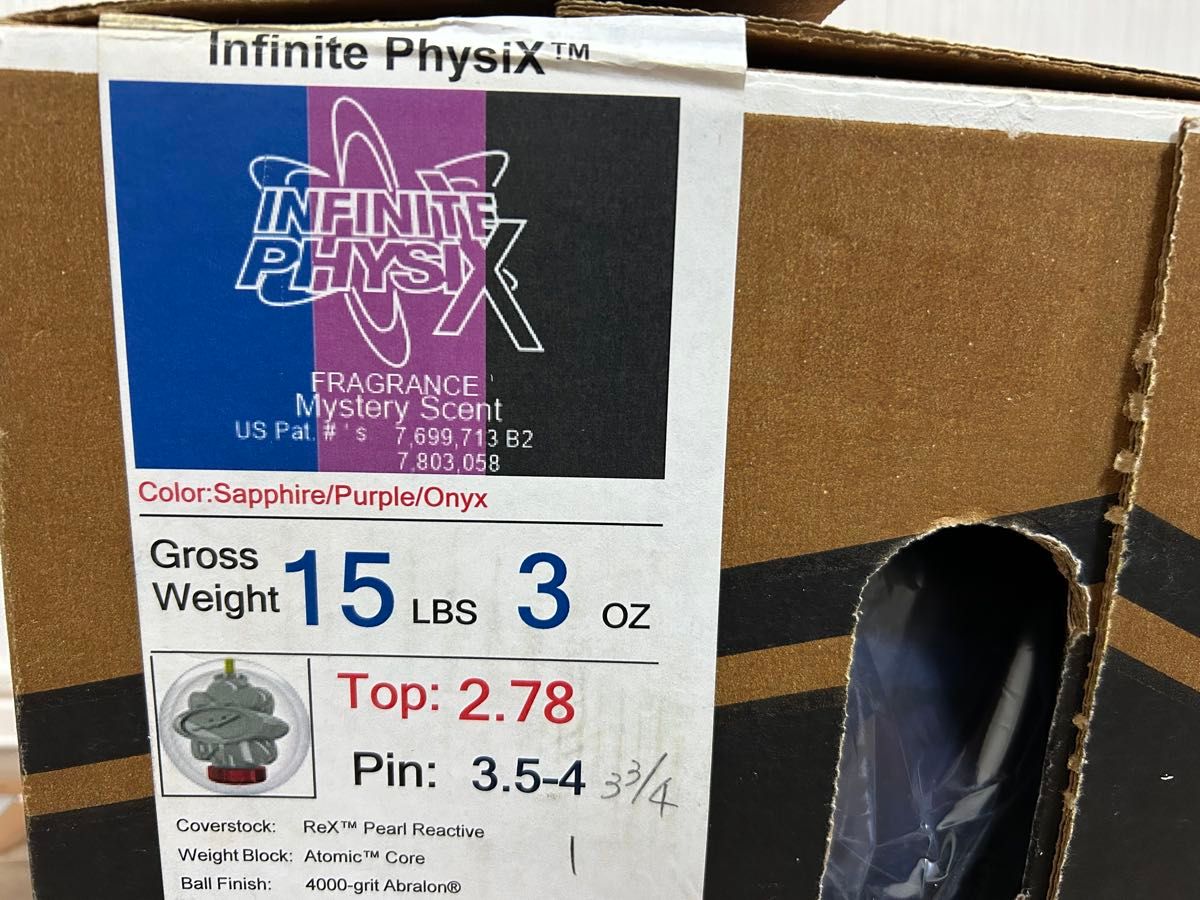 Infinite PhysiX™
INFINITE
PHYSIX
FRAGRANCE
Mystery Scent
US Pat. # ' s 7,699,713 B2
7,803,058
Color:Sapphire/Purple/Onyx
Gross
Weight 15 LBS 3 OZ
Top: 2.78
Pin: 3.5-4 3 3/4
Coverstock: ReX™ Pearl Reactive
Weight Block: Atomic™ Core
Ball Finish: 4000-grit Abralon®
1